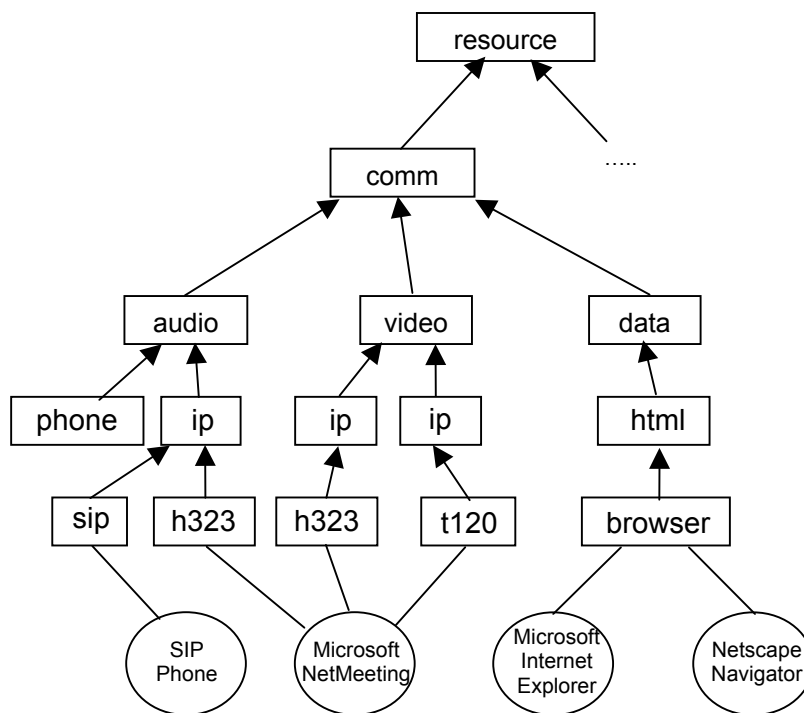 resource
.....
comm
audio
video
data
phone
ip
ip
ip
html
sip
h323
h323
t120
browser
SIP
Phone
Microsoft
NetMeeting
Microsoft
Internet
Explorer
Netscape
Navigator